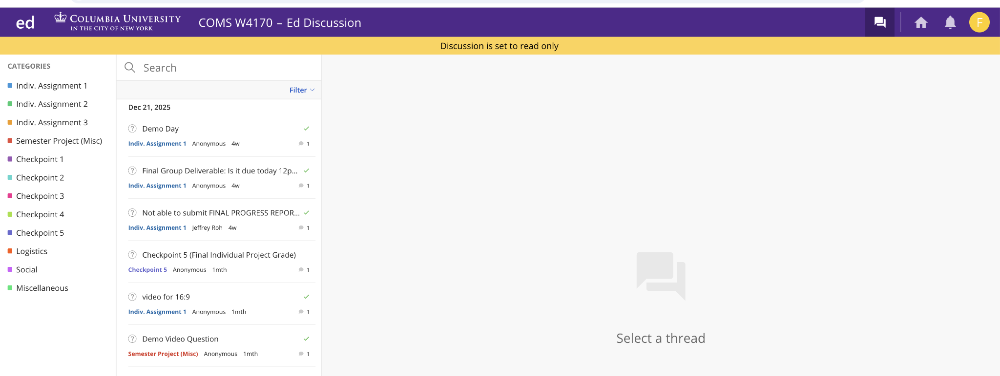 ed
COLUMBIA UNIVERSITY
IN THE CITY OF NEW YORK
COMS W4170 – Ed Discussion
F
Discussion is set to read only
CATEGORIES
Indiv. Assignment 1
Indiv. Assignment 2
Indiv. Assignment 3
Semester Project (Misc)
Checkpoint 1
Checkpoint 2
Checkpoint 3
Checkpoint 4
Checkpoint 5
Logistics
Social
Miscellaneous
Search
Filter
Dec 21, 2025
? Demo Day
Indiv. Assignment 1 Anonymous 4w 1
? Final Group Deliverable: Is it due today 12p...
Indiv. Assignment 1 Anonymous 4w 1
? Not able to submit FINAL PROGRESS REPOR...
Indiv. Assignment 1 Jeffrey Roh 4w 1
? Checkpoint 5 (Final Individual Project Grade)
Checkpoint 5 Anonymous 1mth 1
? video for 16:9
Indiv. Assignment 1 Anonymous 1mth 1
? Demo Video Question
Semester Project (Misc) Anonymous 1mth 1
Select a thread